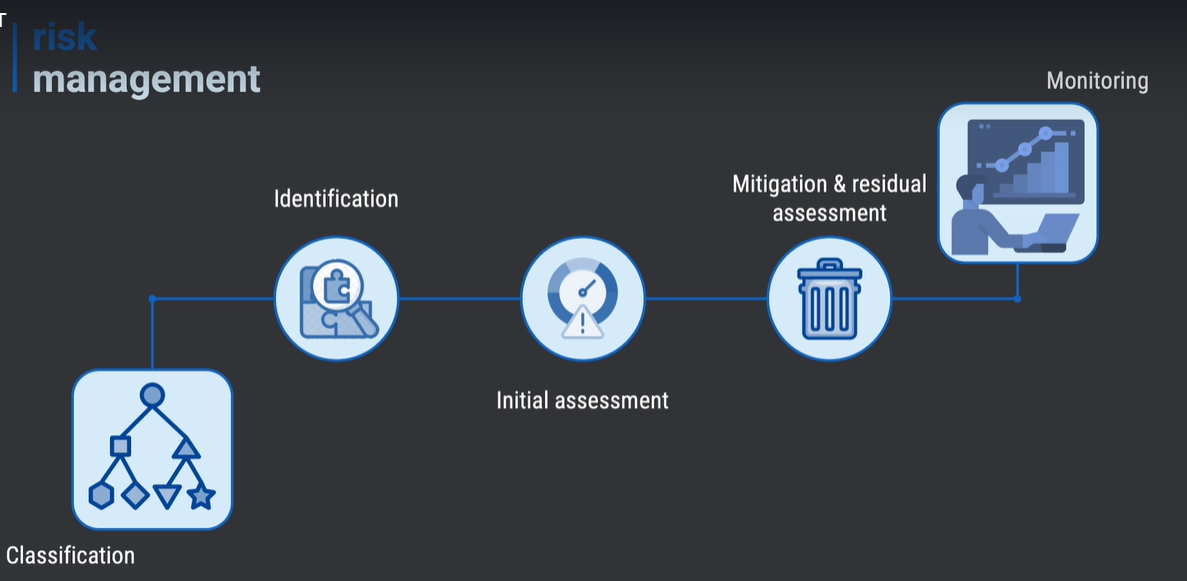 T
risk
management
Monitoring
Mitigation & residual
assessment
Identification
Initial assessment
Classification